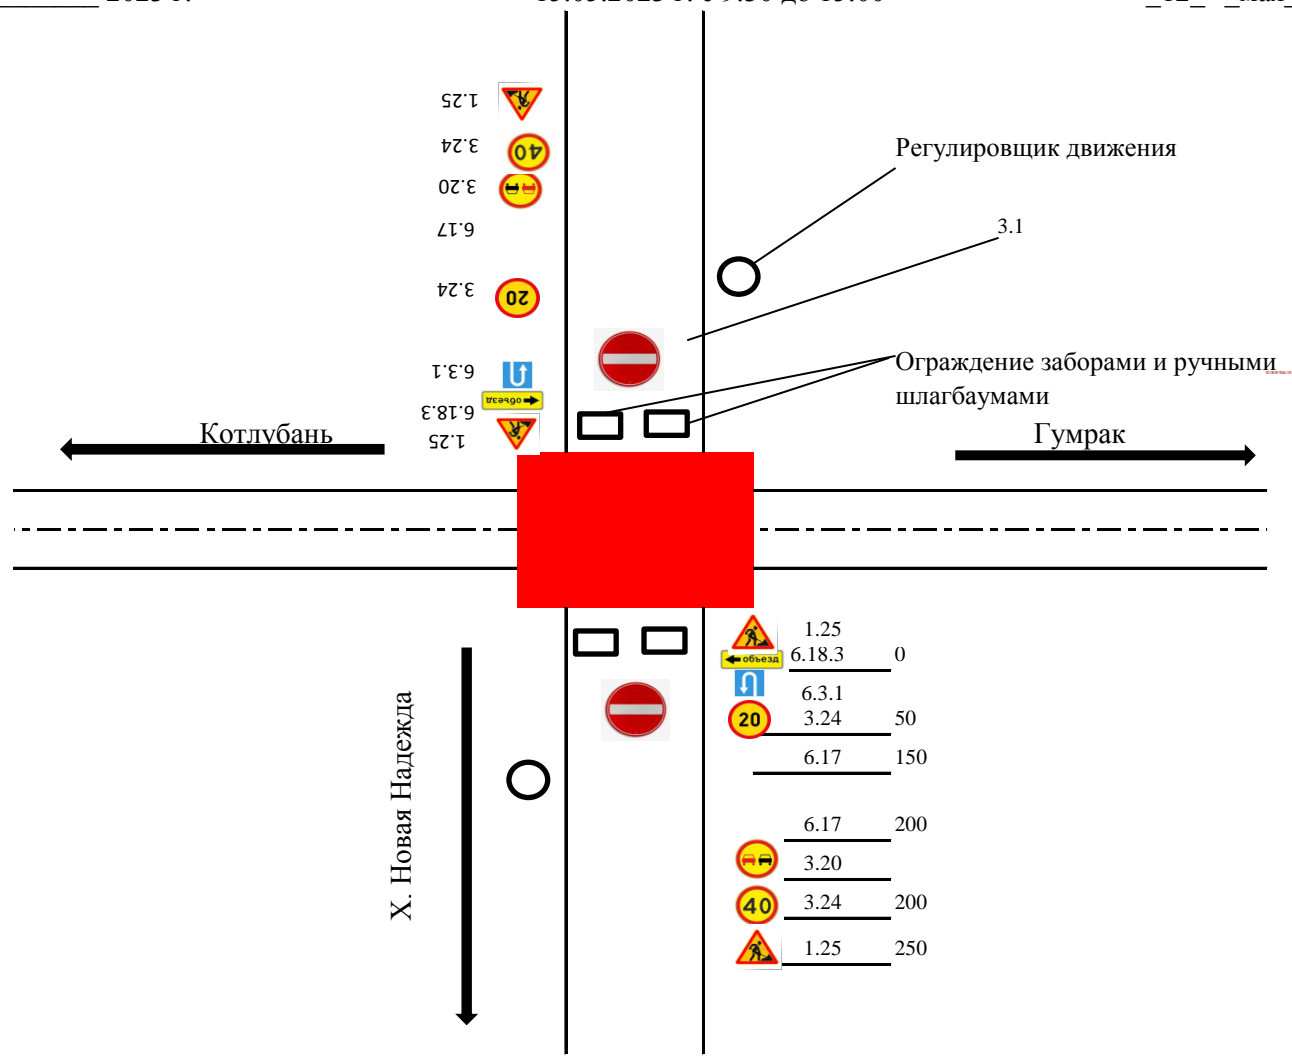 1.25
3.24
40
3.20
6.17
3.24
20
6.3.1
6.18.3
объезд
1.25
Регулировщик движения
3.1
Ограждение заборами и ручными
шлагбаумами
Котлубань
Гумрак
Х. Новая Надежда
1.25
объезд 6.18.3 0
6.3.1
20 3.24 50
6.17 150
6.17 200
3.20
40 3.24 200
1.25 250